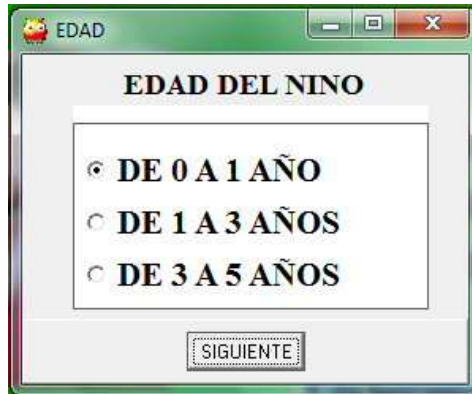 EDAD
EDAD DEL NINO
DE 0 A 1 AÑO
DE 1 A 3 AÑOS
DE 3 A 5 AÑOS
SIGUIENTE